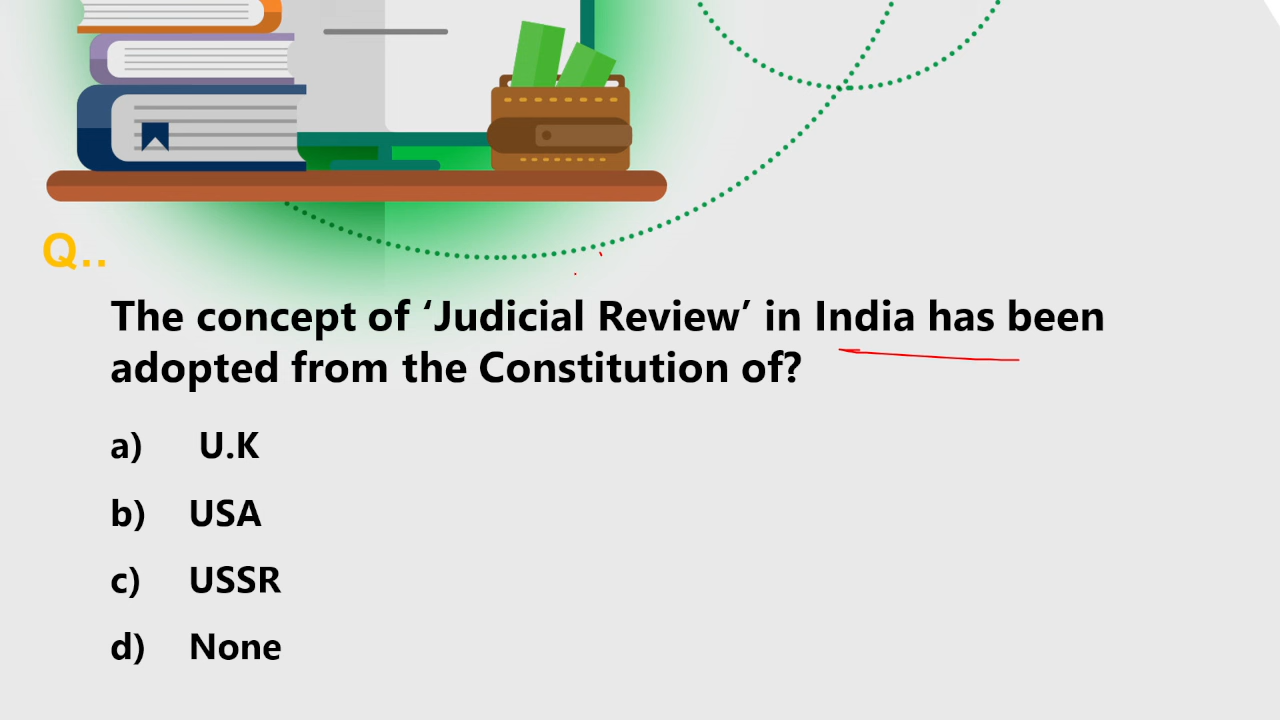 Q..
The concept of ‘Judicial Review’ in India has been
adopted from the Constitution of?
a) U.K
b) USA
c) USSR
d) None